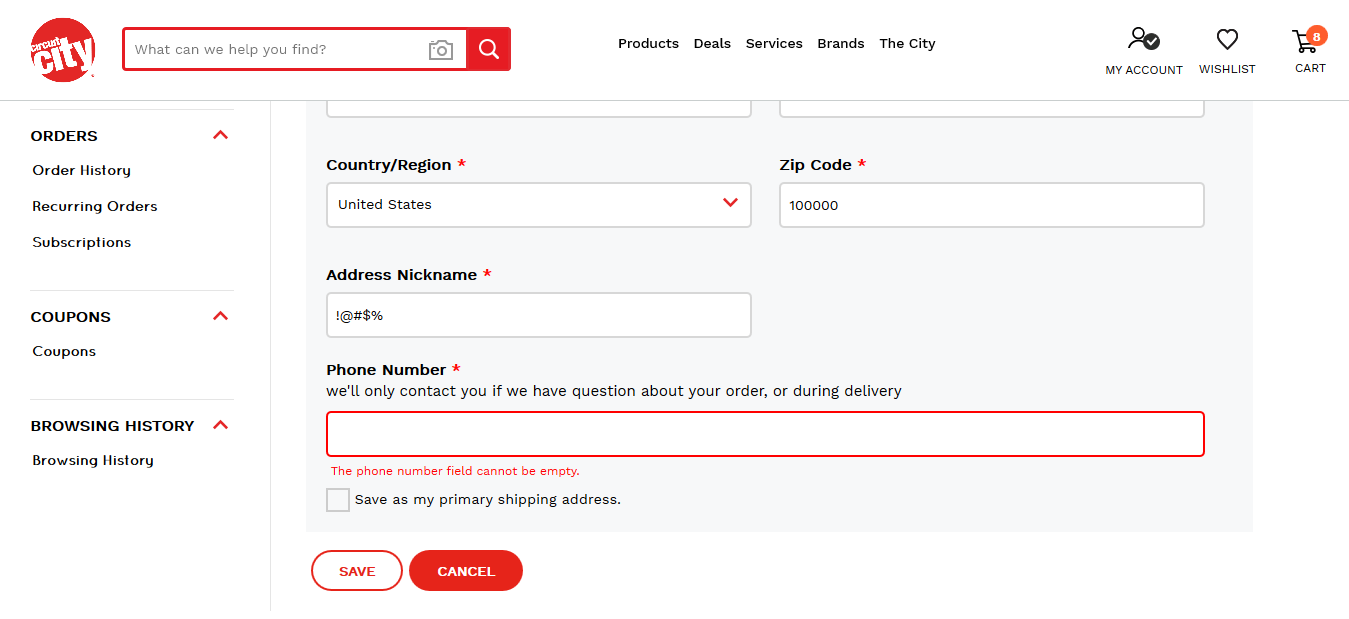 circuit
city
What can we help you find?
Products Deals Services Brands The City
MY ACCOUNT
WISHLIST
8
CART
ORDERS
Order History
Recurring Orders
Subscriptions
COUPONS
Coupons
BROWSING HISTORY
Browsing History
Country/Region *
United States
Zip Code *
100000
Address Nickname *
!@#$%
Phone Number *
we'll only contact you if we have question about your order, or during delivery
The phone number field cannot be empty.
Save as my primary shipping address.
SAVE CANCEL